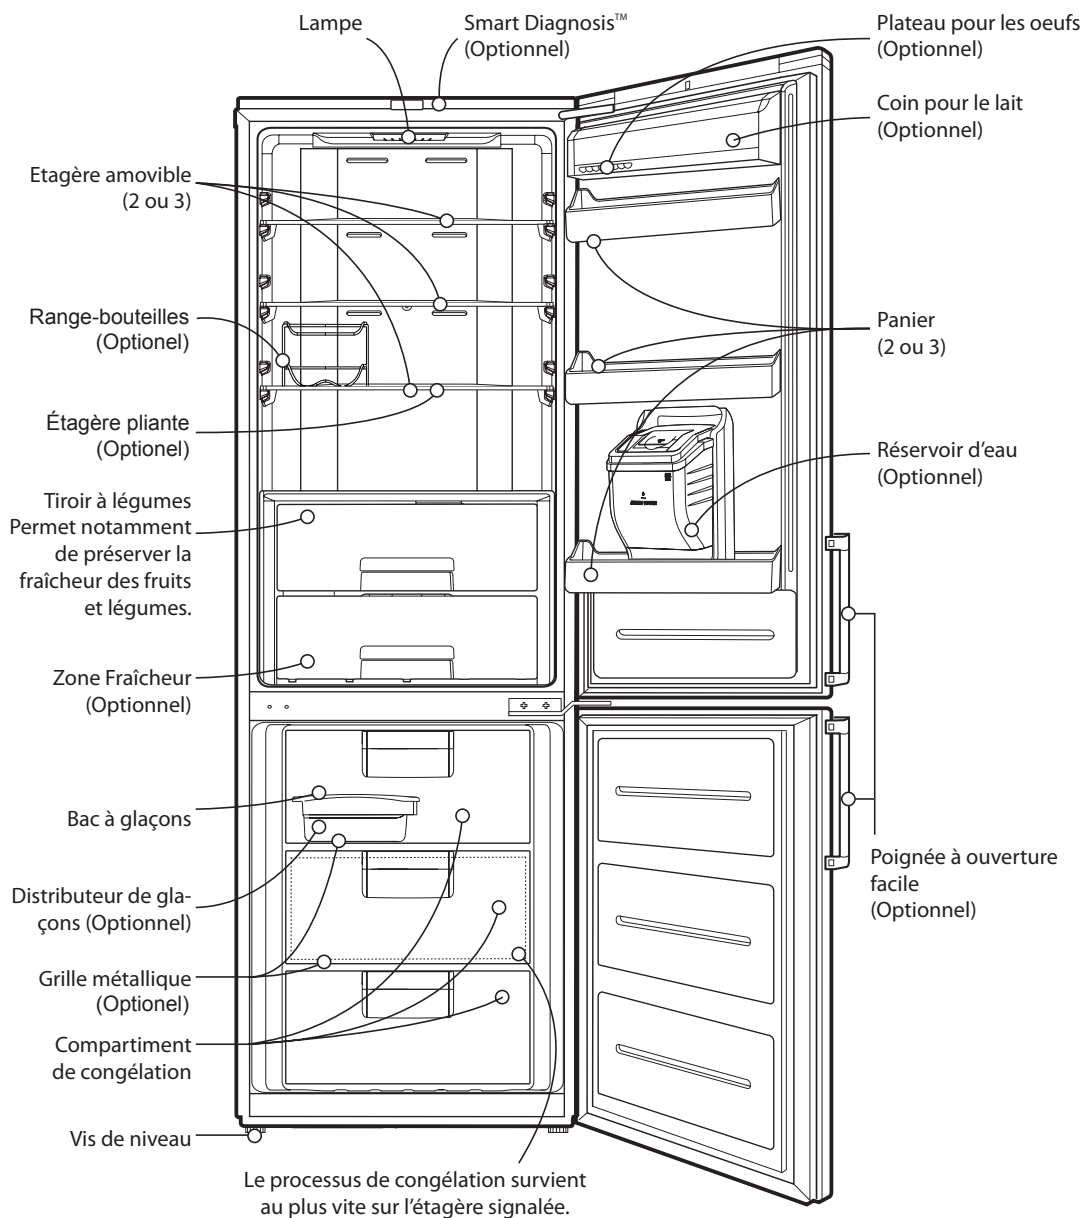 Lampe
Smart Diagnosis™
(Optionnel)
Plateau pour les oeufs
(Optionnel)
Coin pour le lait
(Optionnel)
Etagère amovible
(2 ou 3)
Range-bouteilles
(Optionel)
Panier
(2 ou 3)
Étagère pliante
(Optionel)
Réservoir d'eau
(Optionnel)
Tiroir à légumes
Permet notamment
de préserver la
fraîcheur des fruits
et légumes.
Zone Fraîcheur
(Optionnel)
Bac à glaçons
Poignée à ouverture
facile
(Optionnel)
Distributeur de gla-
çons (Optionnel)
Grille métallique
(Optionel)
Compartiment
de congélation
Vis de niveau
Le processus de congélation survient
au plus vite sur l'étagère signalée.